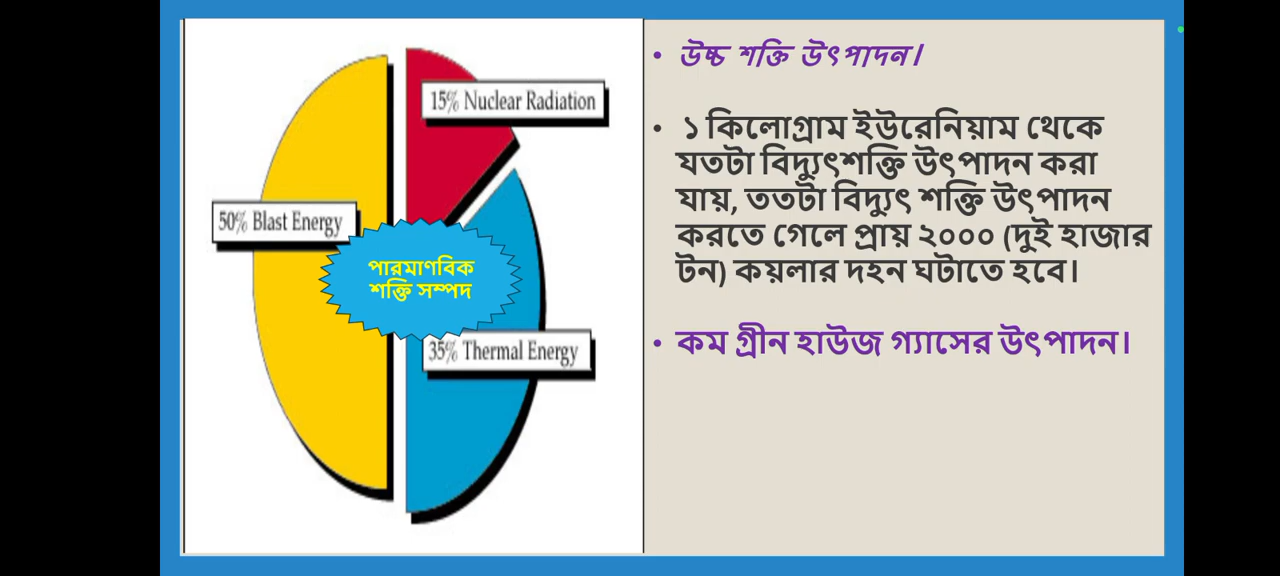 15% Nuclear Radiation
50% Blast Energy
পারমাণবিক
শক্তি সম্পদ
35% Thermal Energy
• উচ্চ শক্তি উৎপাদন।
• ১ কিলোগ্রাম ইউরেনিয়াম থেকে
যতটা বিদ্যুৎশক্তি উৎপাদন করা
যায়, ততটা বিদ্যুৎ শক্তি উৎপাদন
করতে গেলে প্রায় ২০০০ (দুই হাজার
টন) কয়লার দহন ঘটাতে হবে।
• কম গ্রীন হাউজ গ্যাসের উৎপাদন।